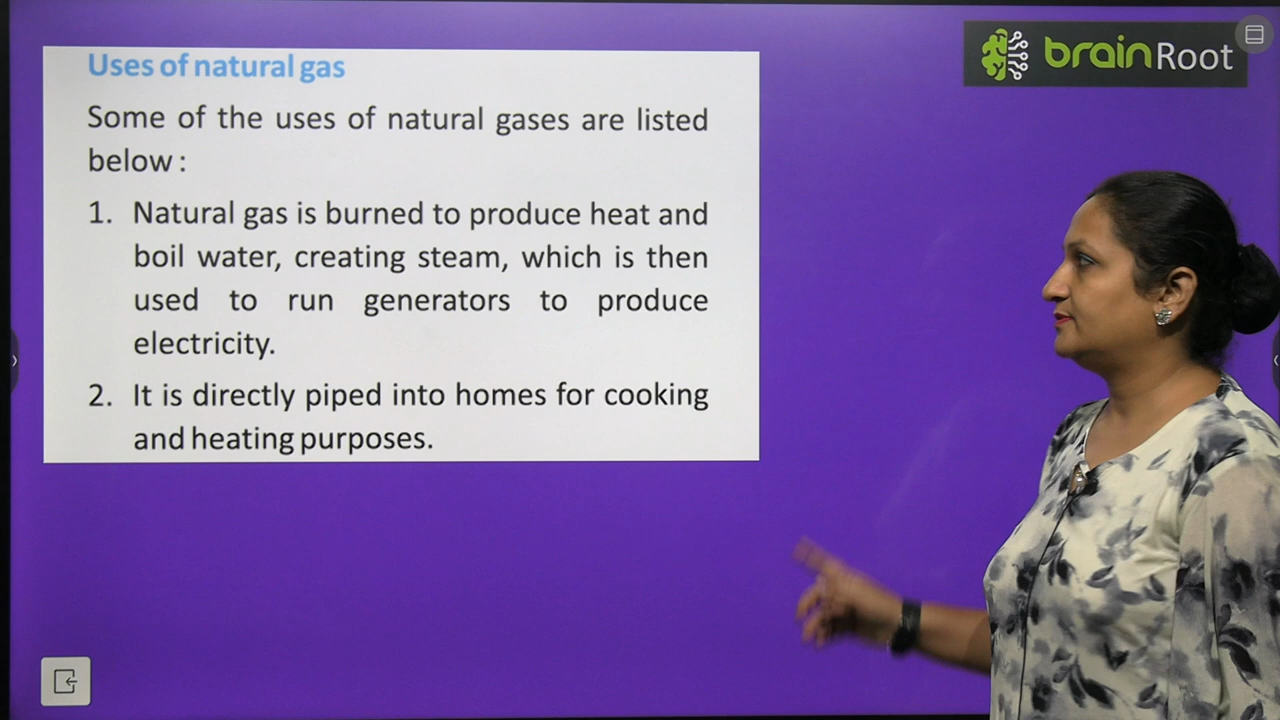 Uses of natural gas
Some of the uses of natural gases are listed
below :
1. Natural gas is burned to produce heat and
boil water, creating steam, which is then
used to run generators to produce
electricity.
2. It is directly piped into homes for cooking
and heating purposes.
brainRoot